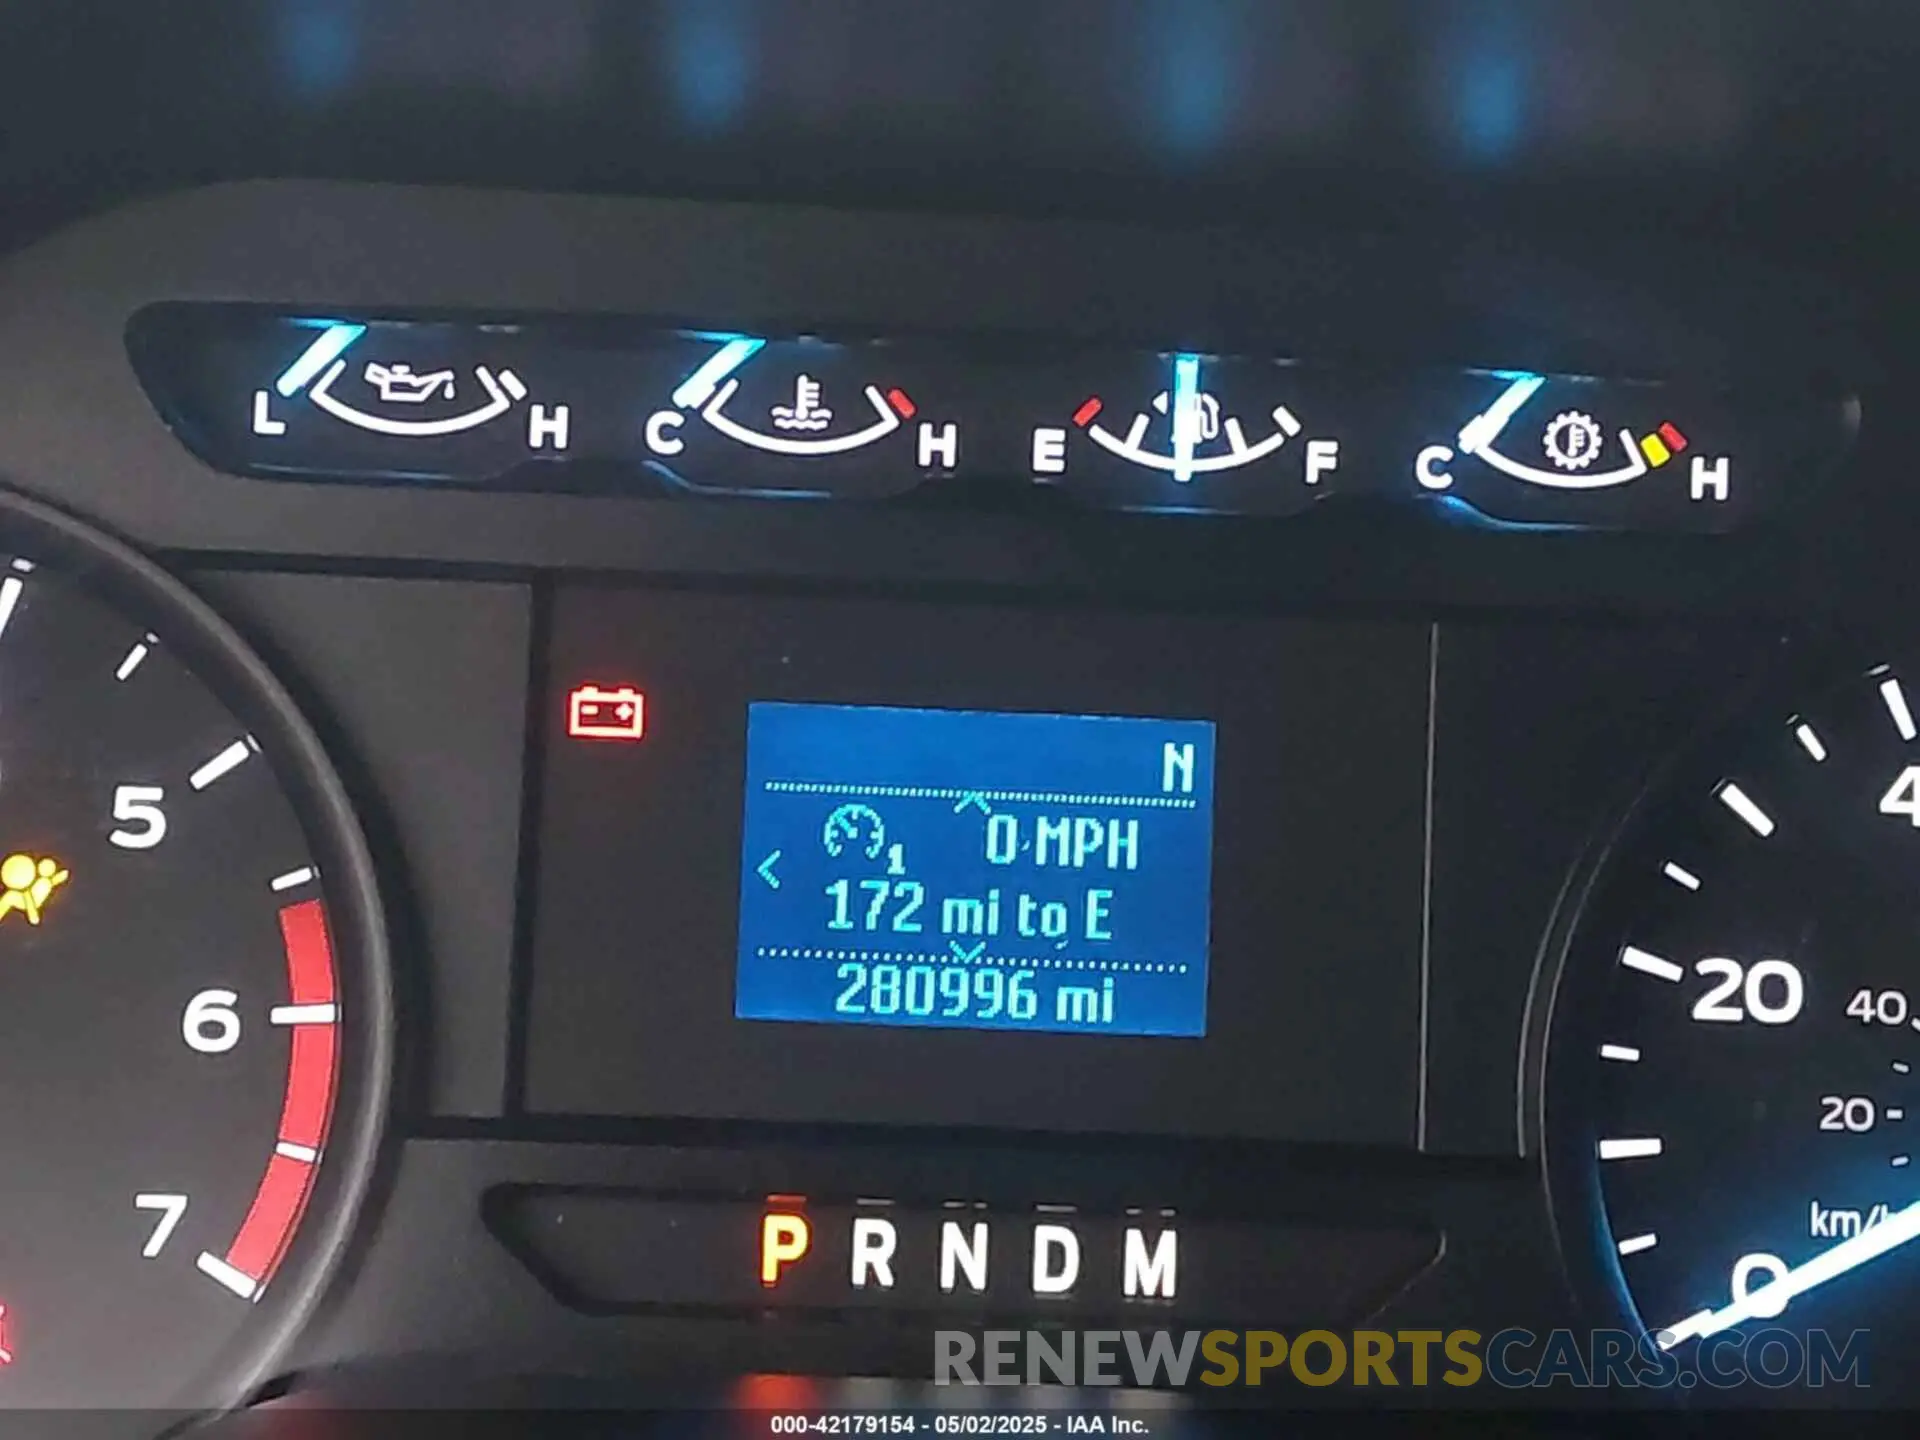 L H C H E F C H
N
5
0 MPH
1
172 mi to E
280996 mi
6
7
4
20
40
20
km/h
0
P R N D M
RENEWSPORTSCARS.COM
000-42179154 - 05/02/2025 - IAA Inc.